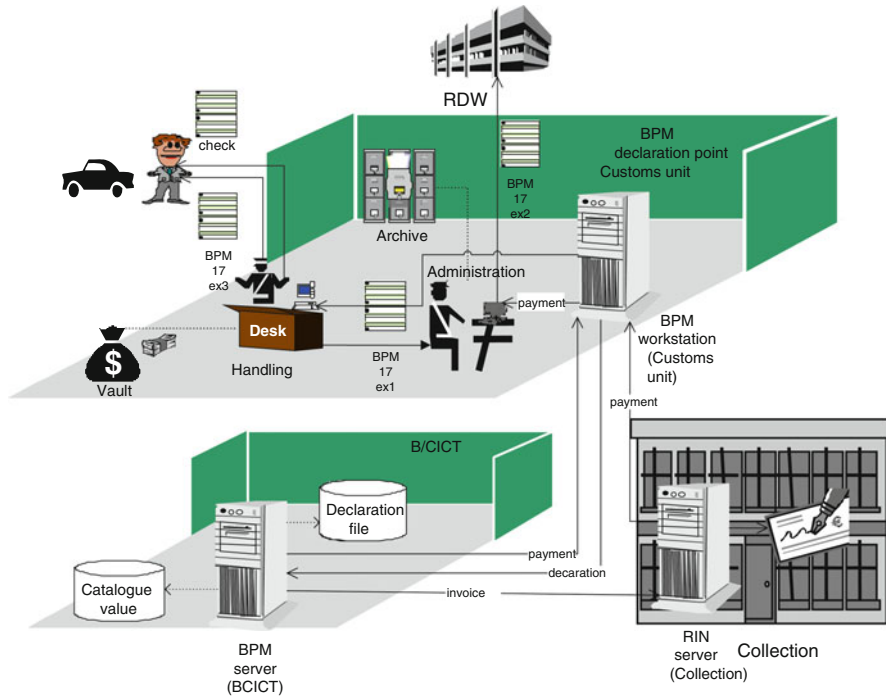 RDW
check
BPM
17
ex3
BPM
17
ex2
BPM
declaration point
Customs unit
Archive
Administration
payment
Desk
Handling
BPM
17
ex1
$
Vault
BPM
workstation
(Customs
unit)
payment
B/CICT
Declaration
file
Catalogue
value
payment
decaration
invoice
BPM
server
(BCICT)
€
RIN
server
(Collection)
Collection